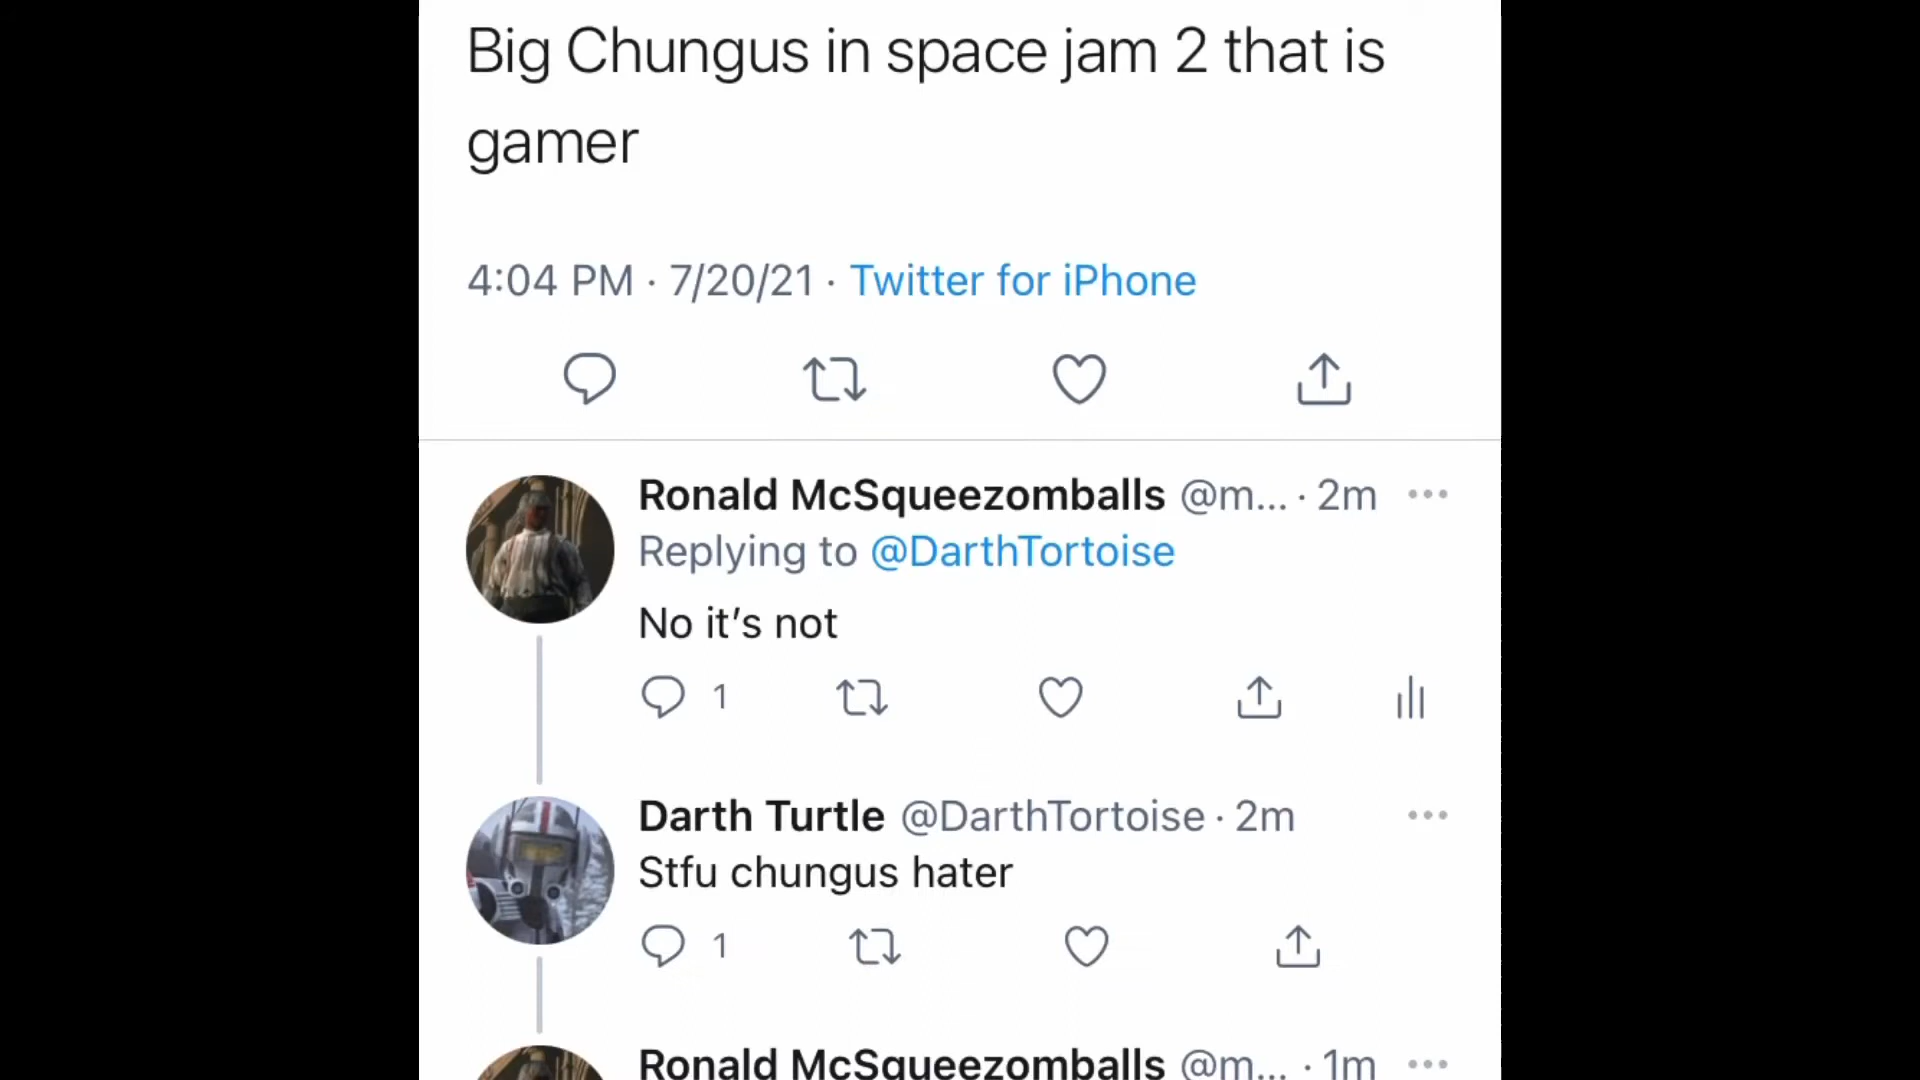 Big Chungus in space jam 2 that is
gamer
4:04 PM · 7/20/21 · Twitter for iPhone
Ronald McSqueezomballs @m... · 2m
Replying to @DarthTortoise
No it’s not
1
Darth Turtle @DarthTortoise · 2m
Stfu chungus hater
1
Ronald McSqueezomballs @m... · 1m